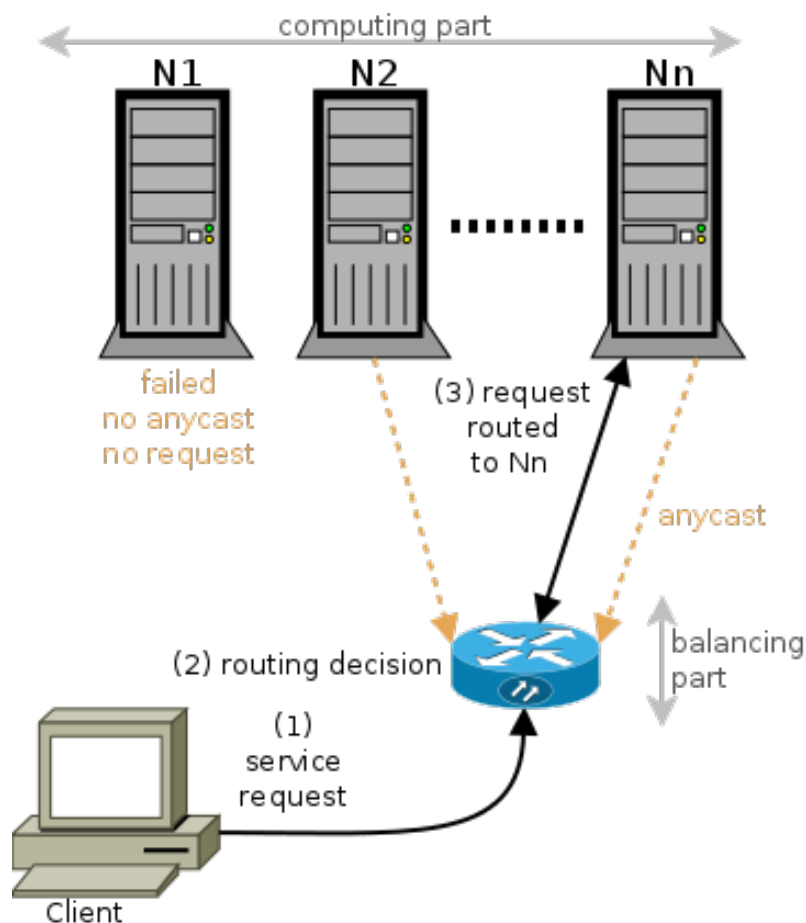 computing part
N1
N2
Nn
failed
no anycast
no request
(3) request
routed
to Nn
anycast
(2) routing decision
balancing
part
(1)
service
request
Client